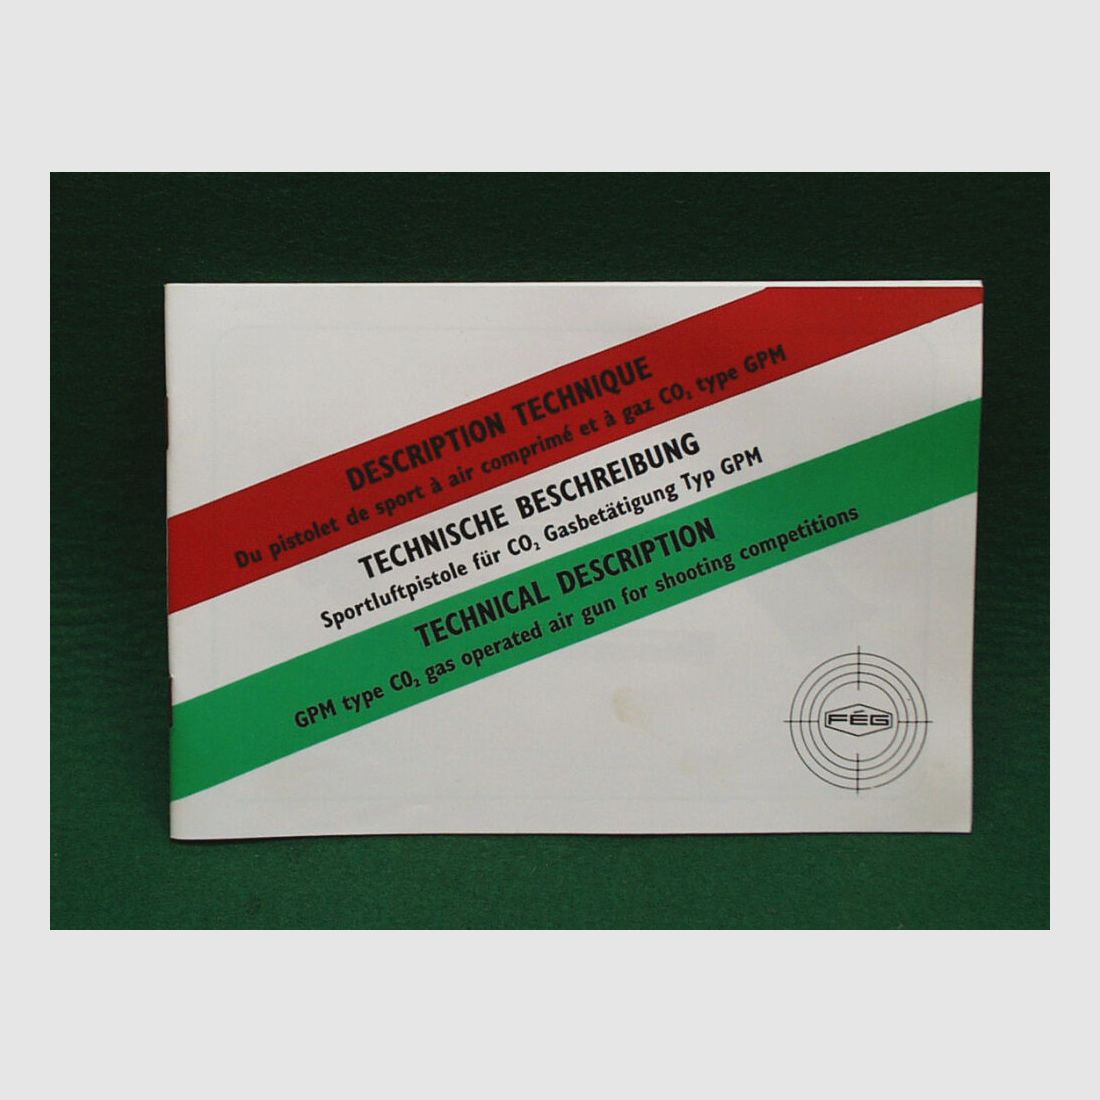 DESCRIPTION TECHNIQUE
Du pistolet de sport à air comprimé et à gaz CO₂ type GPM
TECHNISCHE BESCHREIBUNG
Sportluftpistole für CO₂ Gasbetätigung Typ GPM
TECHNICAL DESCRIPTION
GPM type CO₂ gas operated air gun for shooting competitions
FÉG